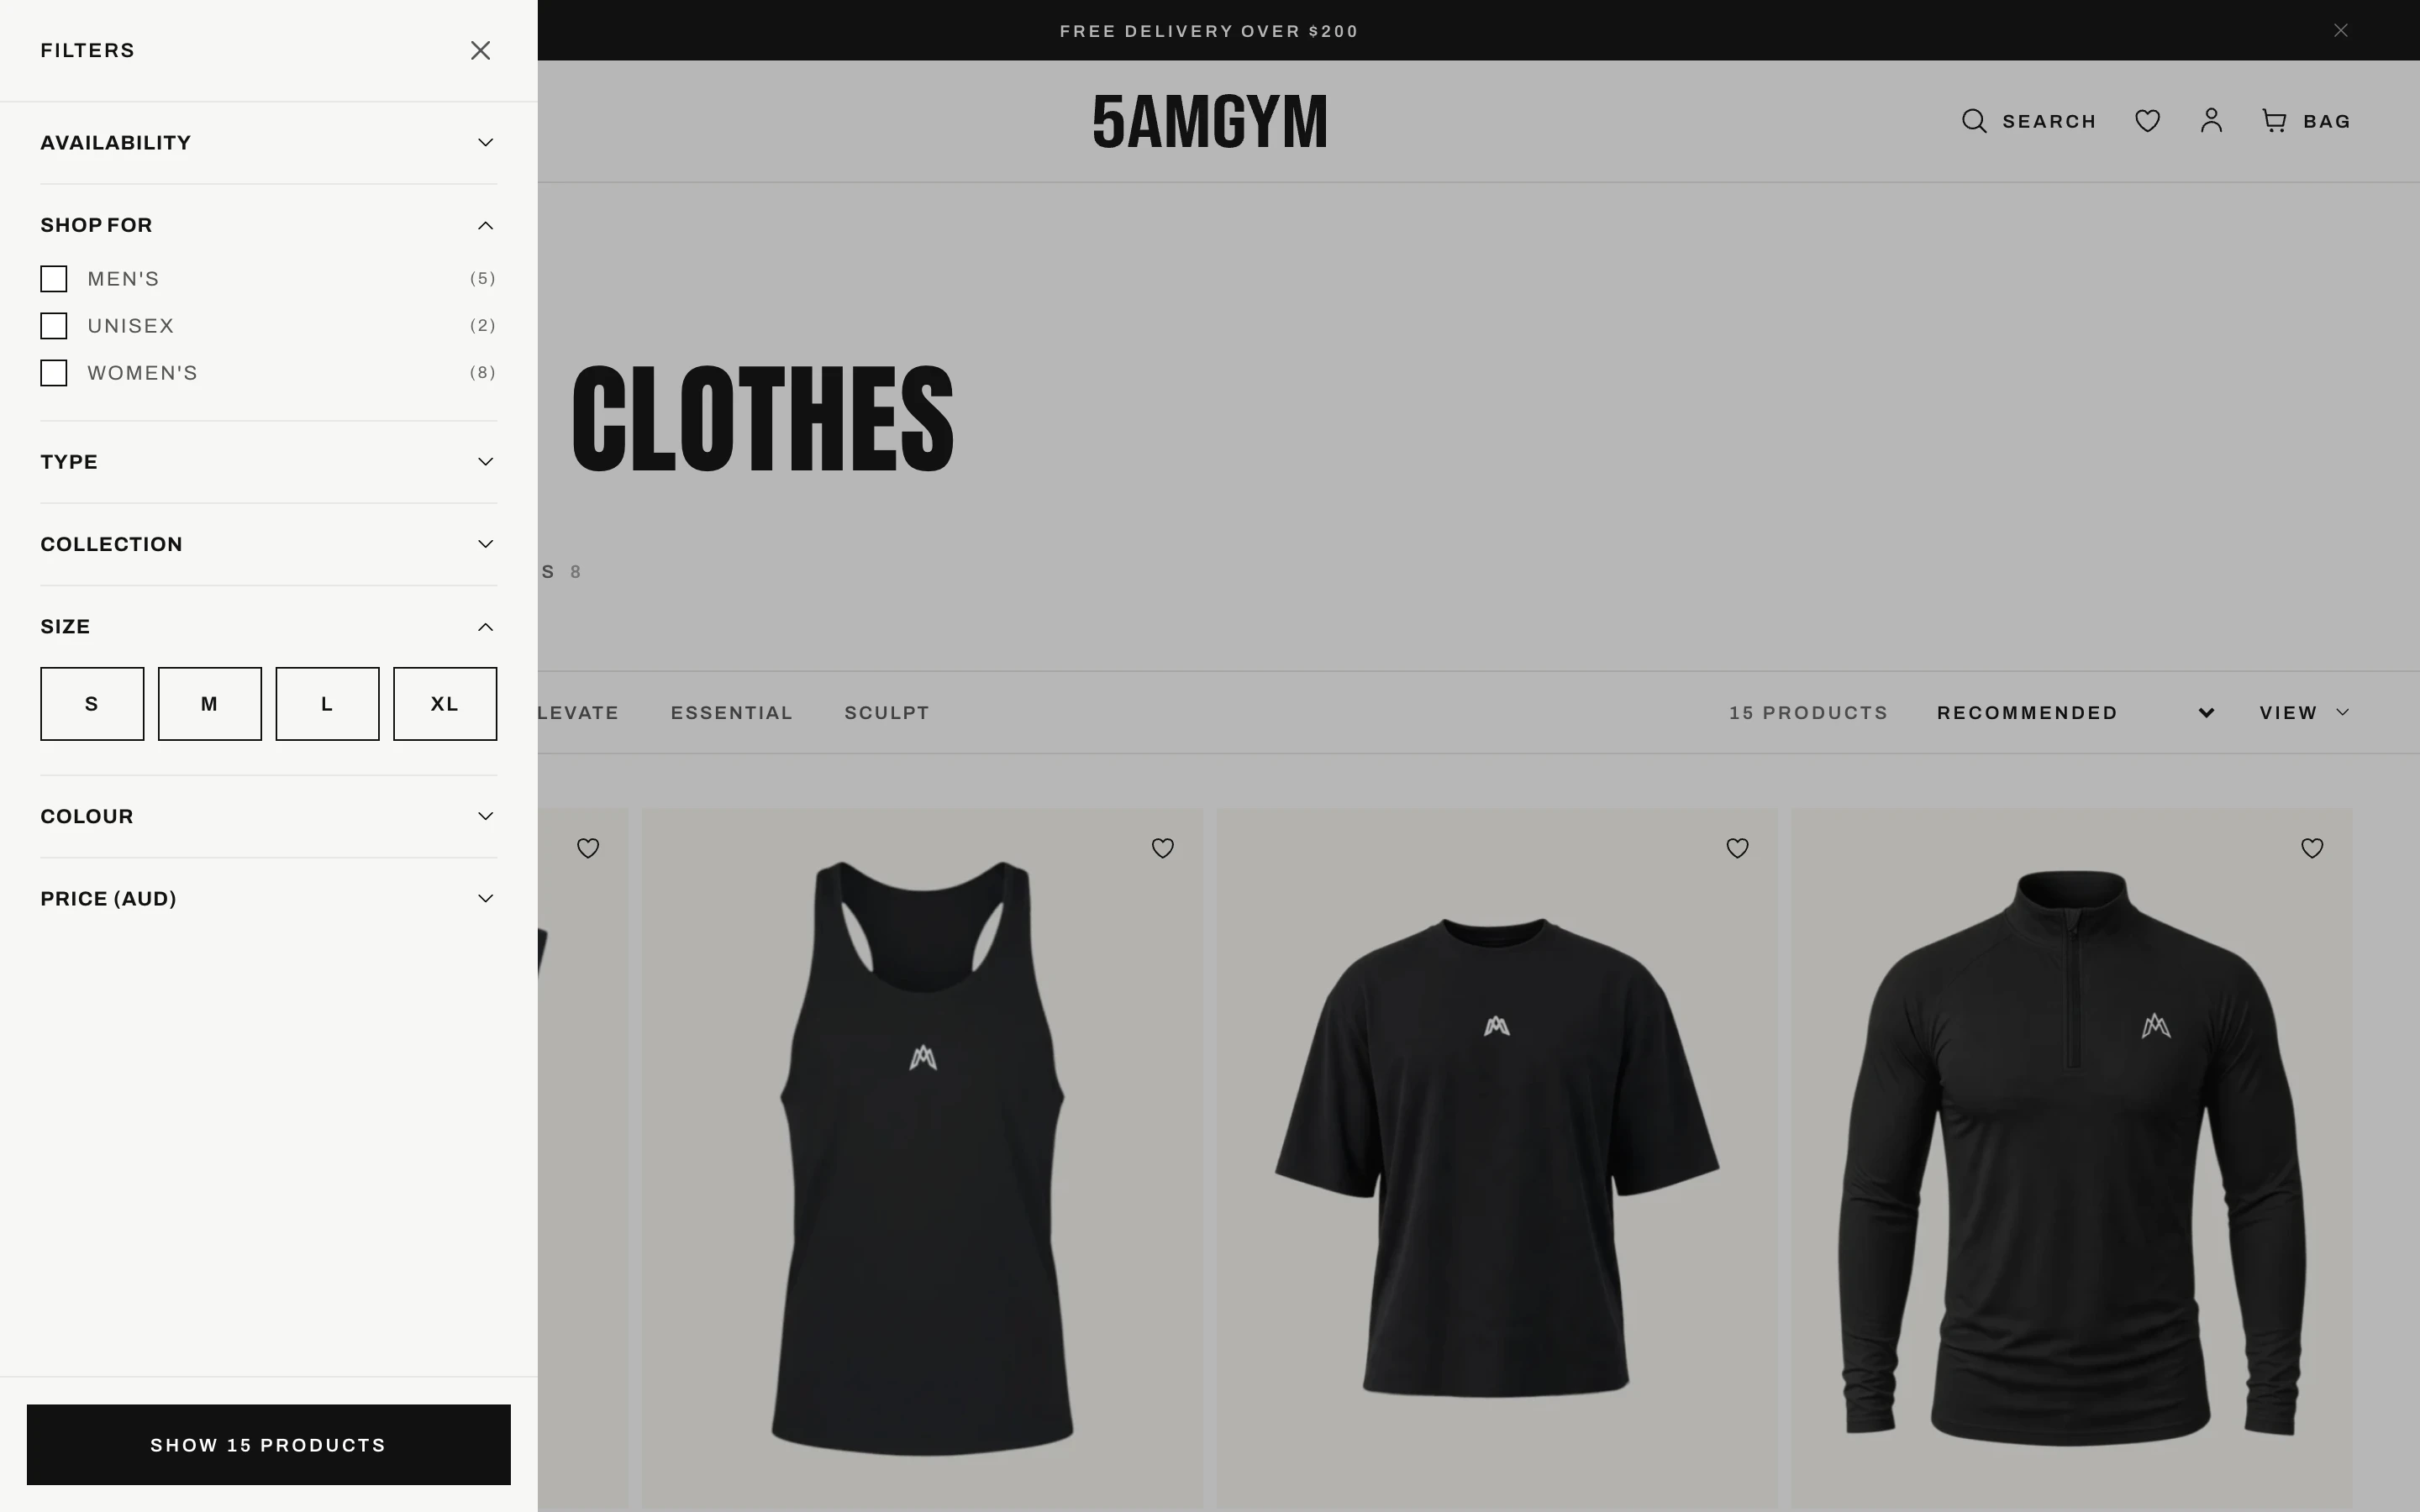 FILTERS
AVAILABILITY
SHOP FOR
MEN'S (5)
UNISEX (2)
WOMEN'S (8)
TYPE
COLLECTION
SIZE
S M L XL
COLOUR
PRICE (AUD)
SHOW 15 PRODUCTS
FREE DELIVERY OVER $200
5AMGYM
SEARCH BAG
CLOTHES
S 8
LEVATE ESSENTIAL SCULPT 15 PRODUCTS RECOMMENDED VIEW